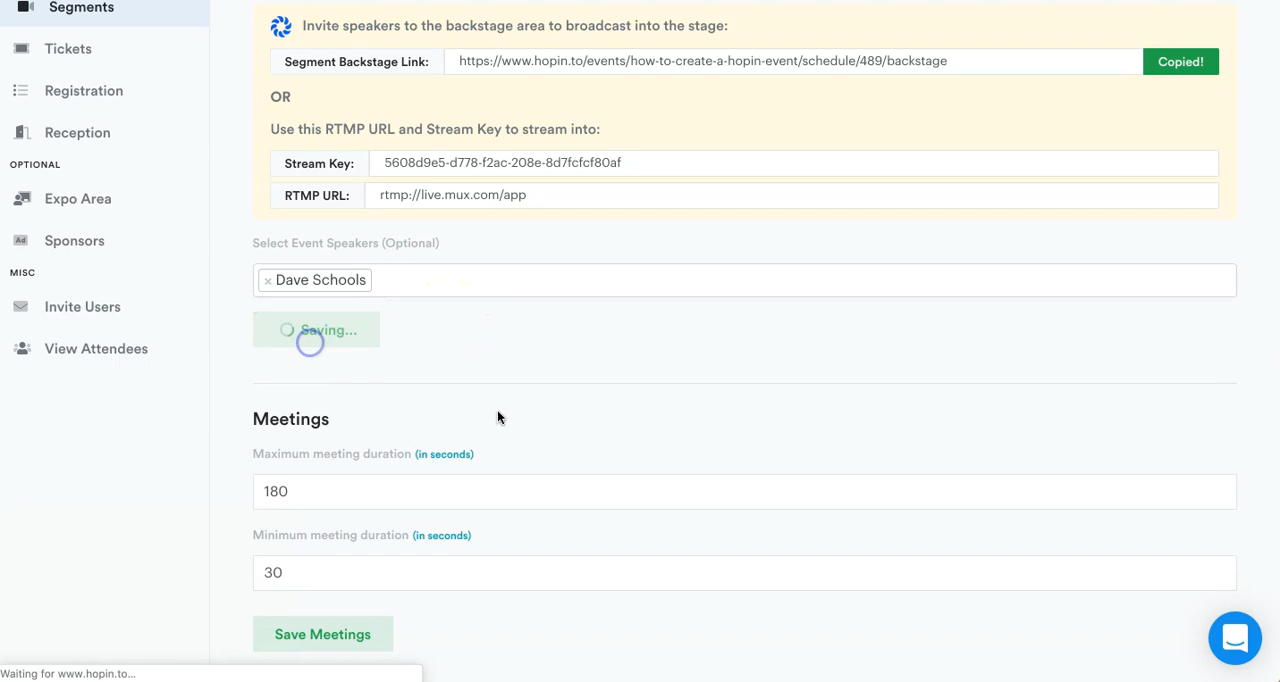 Segments
Tickets
Registration
Reception
OPTIONAL
Expo Area
Ad Sponsors
MISC
Invite Users
View Attendees
Invite speakers to the backstage area to broadcast into the stage:
Segment Backstage Link: https://www.hopin.to/events/how-to-create-a-hopin-event/schedule/489/backstage Copied!
OR
Use this RTMP URL and Stream Key to stream into:
Stream Key: 5608d9e5-d778-f2ac-208e-8d7fcfcf80af
RTMP URL: rtmp://live.mux.com/app
Select Event Speakers (Optional)
× Dave Schools
Saving...
Meetings
Maximum meeting duration (in seconds)
180
Minimum meeting duration (in seconds)
30
Save Meetings
Waiting for www.hopin.to...